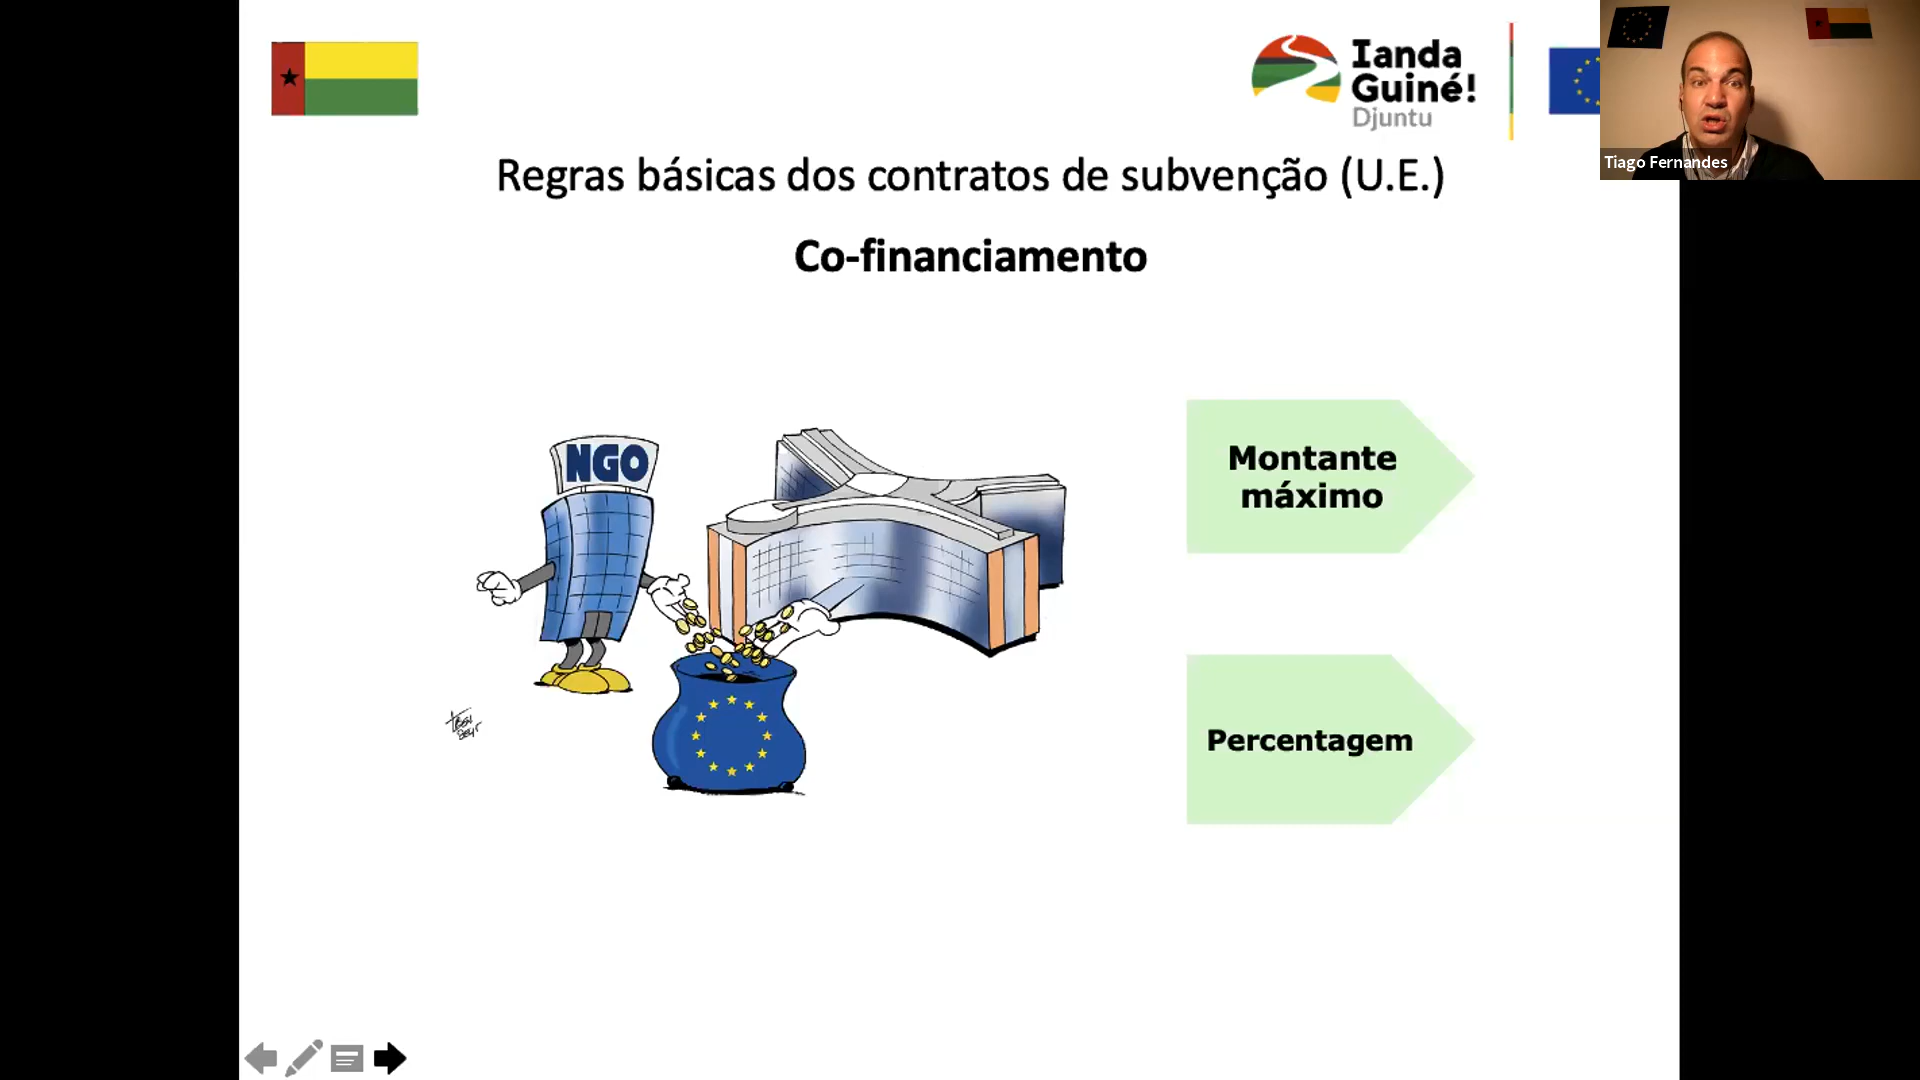 Ianda
Guiné!
Djuntu
Tiago Fernandes
Regras básicas dos contratos de subvenção (U.E.)
Co-financiamento
NGO
Montante
máximo
Percentagem